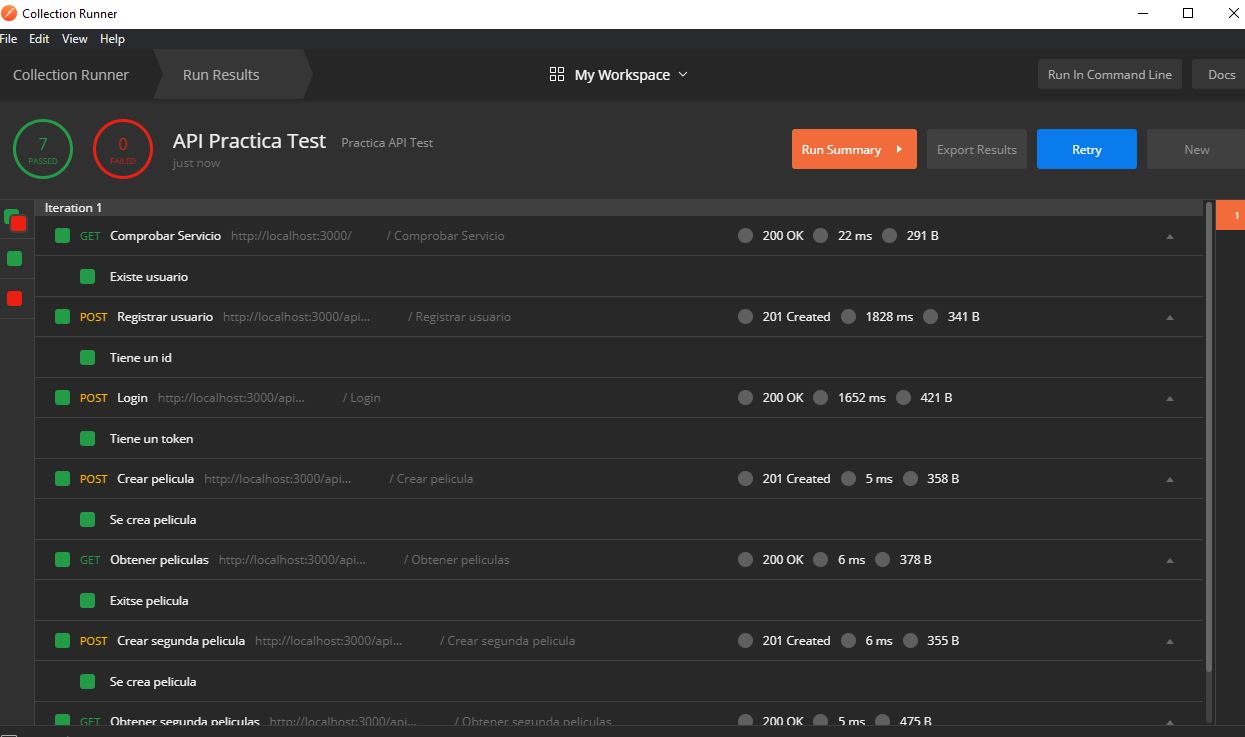 Collection Runner
File Edit View Help
Collection Runner Run Results My Workspace Run In Command Line Docs
7 PASSED 0 FAILED API Practica Test Practica API Test
just now
Run Summary Export Results Retry New
Iteration 1
1
GET Comprobar Servicio http://localhost:3000/ / Comprobar Servicio 200 OK 22 ms 291 B
Existe usuario
POST Registrar usuario http://localhost:3000/api... / Registrar usuario 201 Created 1828 ms 341 B
Tiene un id
POST Login http://localhost:3000/api... / Login 200 OK 1652 ms 421 B
Tiene un token
POST Crear pelicula http://localhost:3000/api... / Crear pelicula 201 Created 5 ms 358 B
Se crea pelicula
GET Obtener peliculas http://localhost:3000/api... / Obtener peliculas 200 OK 6 ms 378 B
Exitse pelicula
POST Crear segunda pelicula http://localhost:3000/api... / Crear segunda pelicula 201 Created 6 ms 355 B
Se crea pelicula
GET Obtener segunda peliculas http://localhost:3000/api... / Obtener segunda peliculas 200 OK 5 ms 475 B